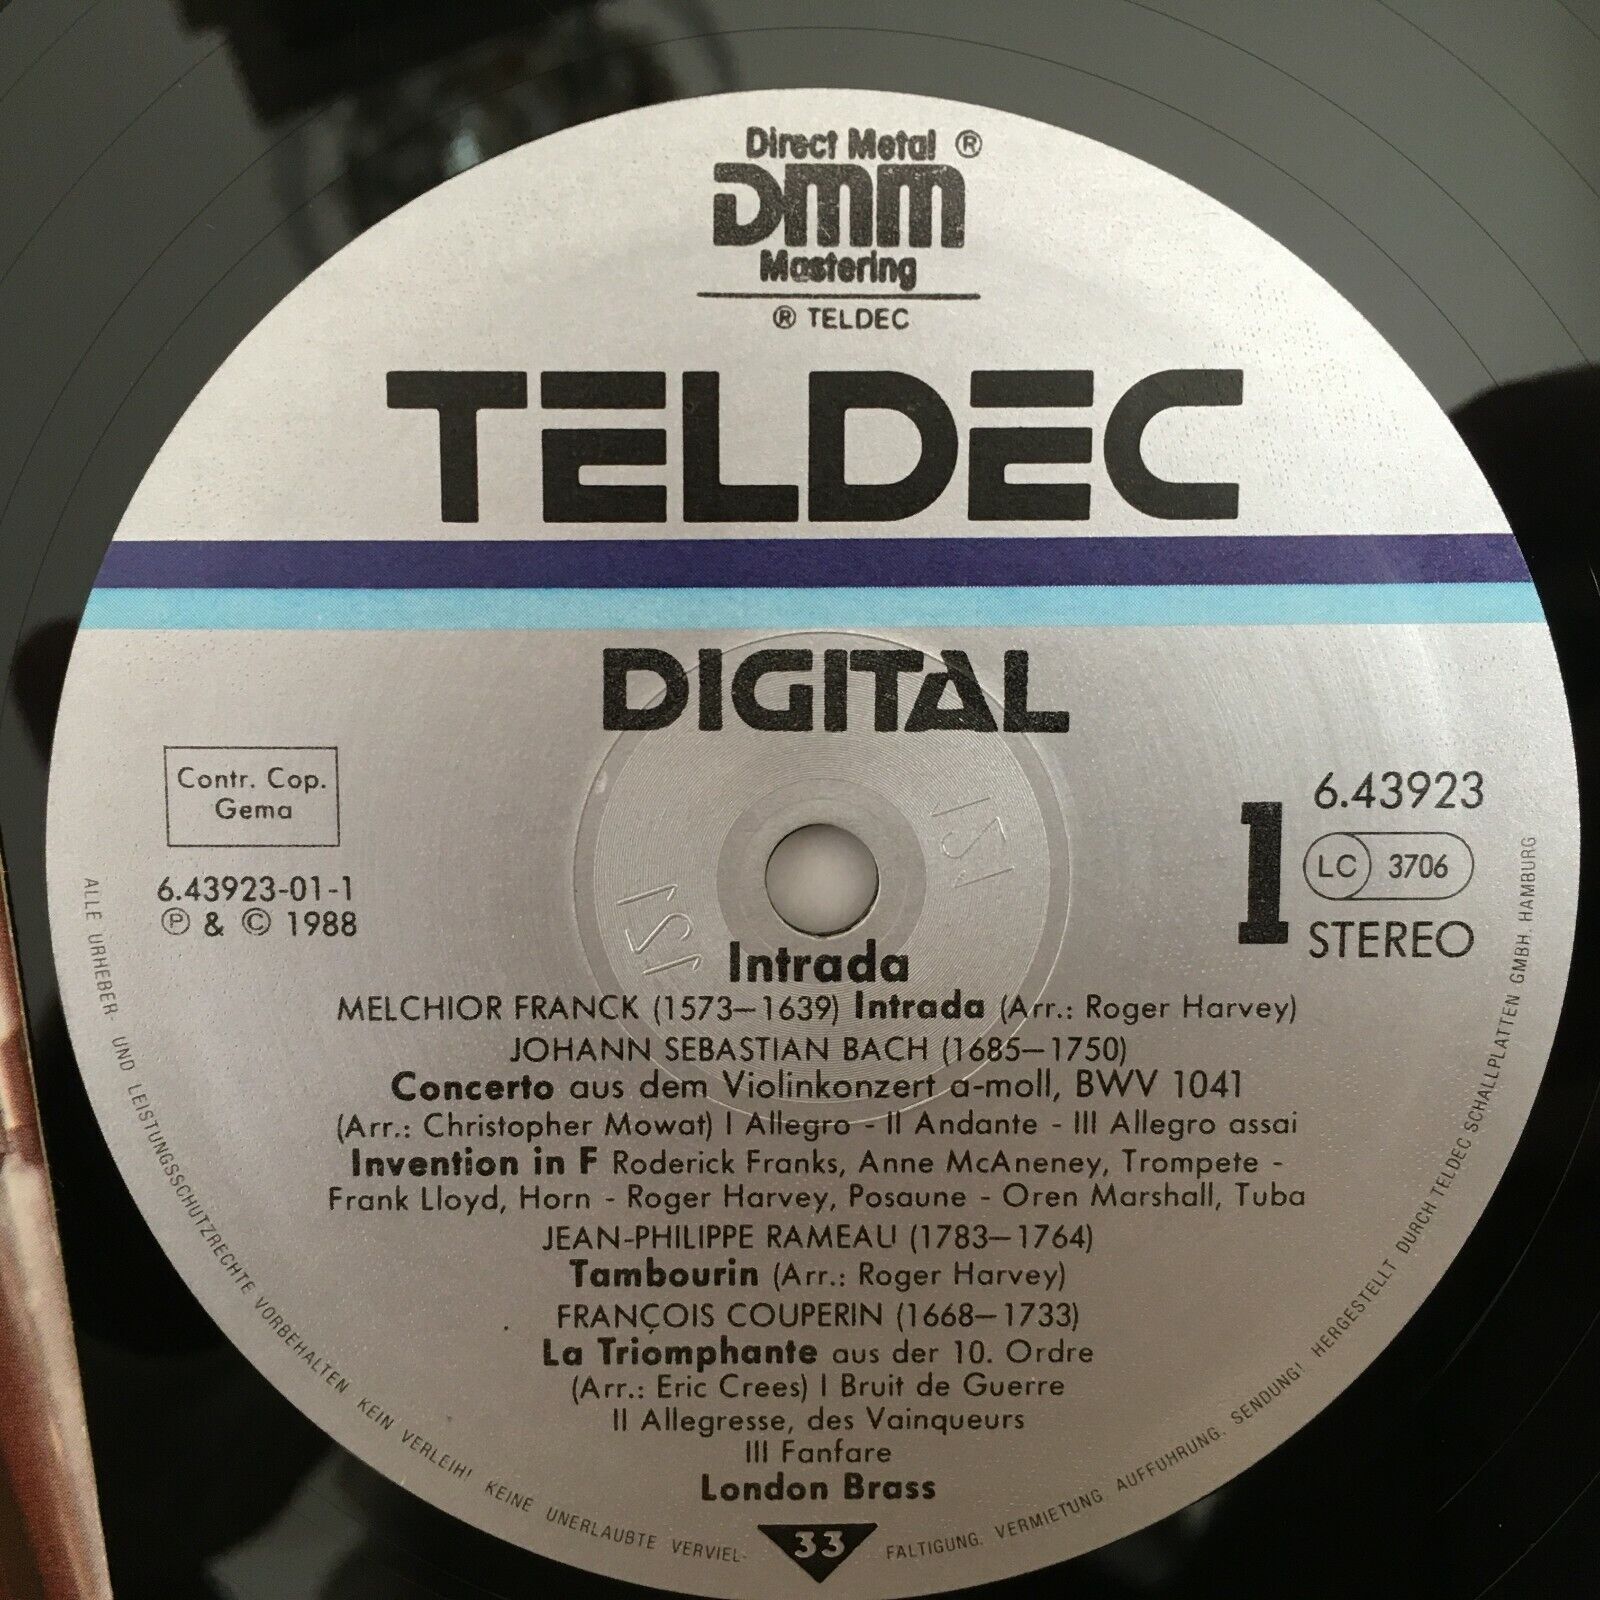 Direct Metal ®
DMM
Mastering
® TELDEC
TELDEC
DIGITAL
Contr. Cop.
Gema
6.43923-01-1
℗ & © 1988
6.43923
1
LC 3706
STEREO
1721
1721
Intrada
MELCHIOR FRANCK (1573–1639) Intrada (Arr.: Roger Harvey)
JOHANN SEBASTIAN BACH (1685–1750)
Concerto aus dem Violinkonzert a-moll, BWV 1041
(Arr.: Christopher Mowat) I Allegro - II Andante - III Allegro assai
Invention in F Roderick Franks, Anne McAneney, Trompete -
Frank Lloyd, Horn - Roger Harvey, Posaune - Oren Marshall, Tuba
JEAN-PHILIPPE RAMEAU (1783–1764)
Tambourin (Arr.: Roger Harvey)
FRANÇOIS COUPERIN (1668–1733)
La Triomphante aus der 10. Ordre
(Arr.: Eric Crees) I Bruit de Guerre
II Allegresse, des Vainqueurs
III Fanfare
London Brass
33
ALLE URHEBER- UND LEISTUNGSSCHUTZRECHTE VORBEHALTEN KEIN VERLEIH! KEINE UNERLAUBTE VERVIEL- FALTIGUNG. VERMIETUNG. AUFFUHRUNG. SENDUNG! HERGESTELLT DURCH TELDEC SCHALLPLATTEN GMBH. HAMBURG